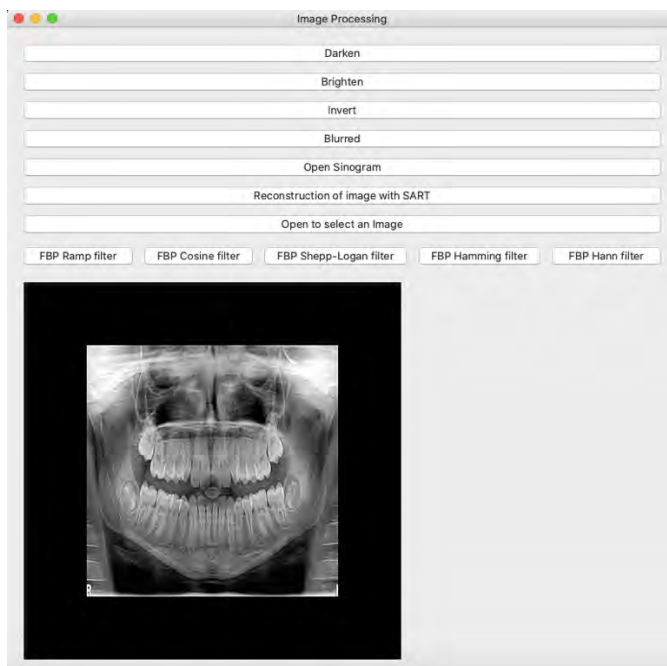 Image Processing
Darken
Brighten
Invert
Blurred
Open Sinogram
Reconstruction of image with SART
Open to select an Image
FBP Ramp filter FBP Cosine filter FBP Shepp-Logan filter FBP Hamming filter FBP Hann filter
R